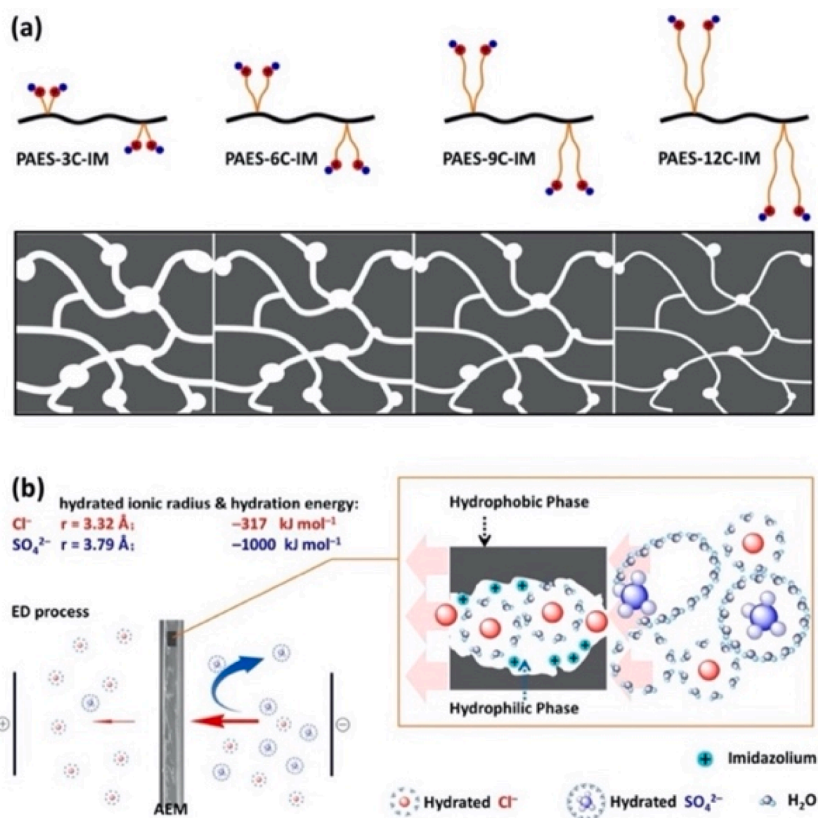 (a)
PAES-3C-IM
PAES-6C-IM
PAES-9C-IM
PAES-12C-IM
(b)
hydrated ionic radius & hydration energy:
Cl⁻ r = 3.32 Å; −317 kJ mol⁻¹
SO₄²⁻ r = 3.79 Å; −1000 kJ mol⁻¹
ED process
AEM
Hydrophobic Phase
Hydrophilic Phase
Imidazolium
Hydrated Cl⁻
Hydrated SO₄²⁻
H₂O